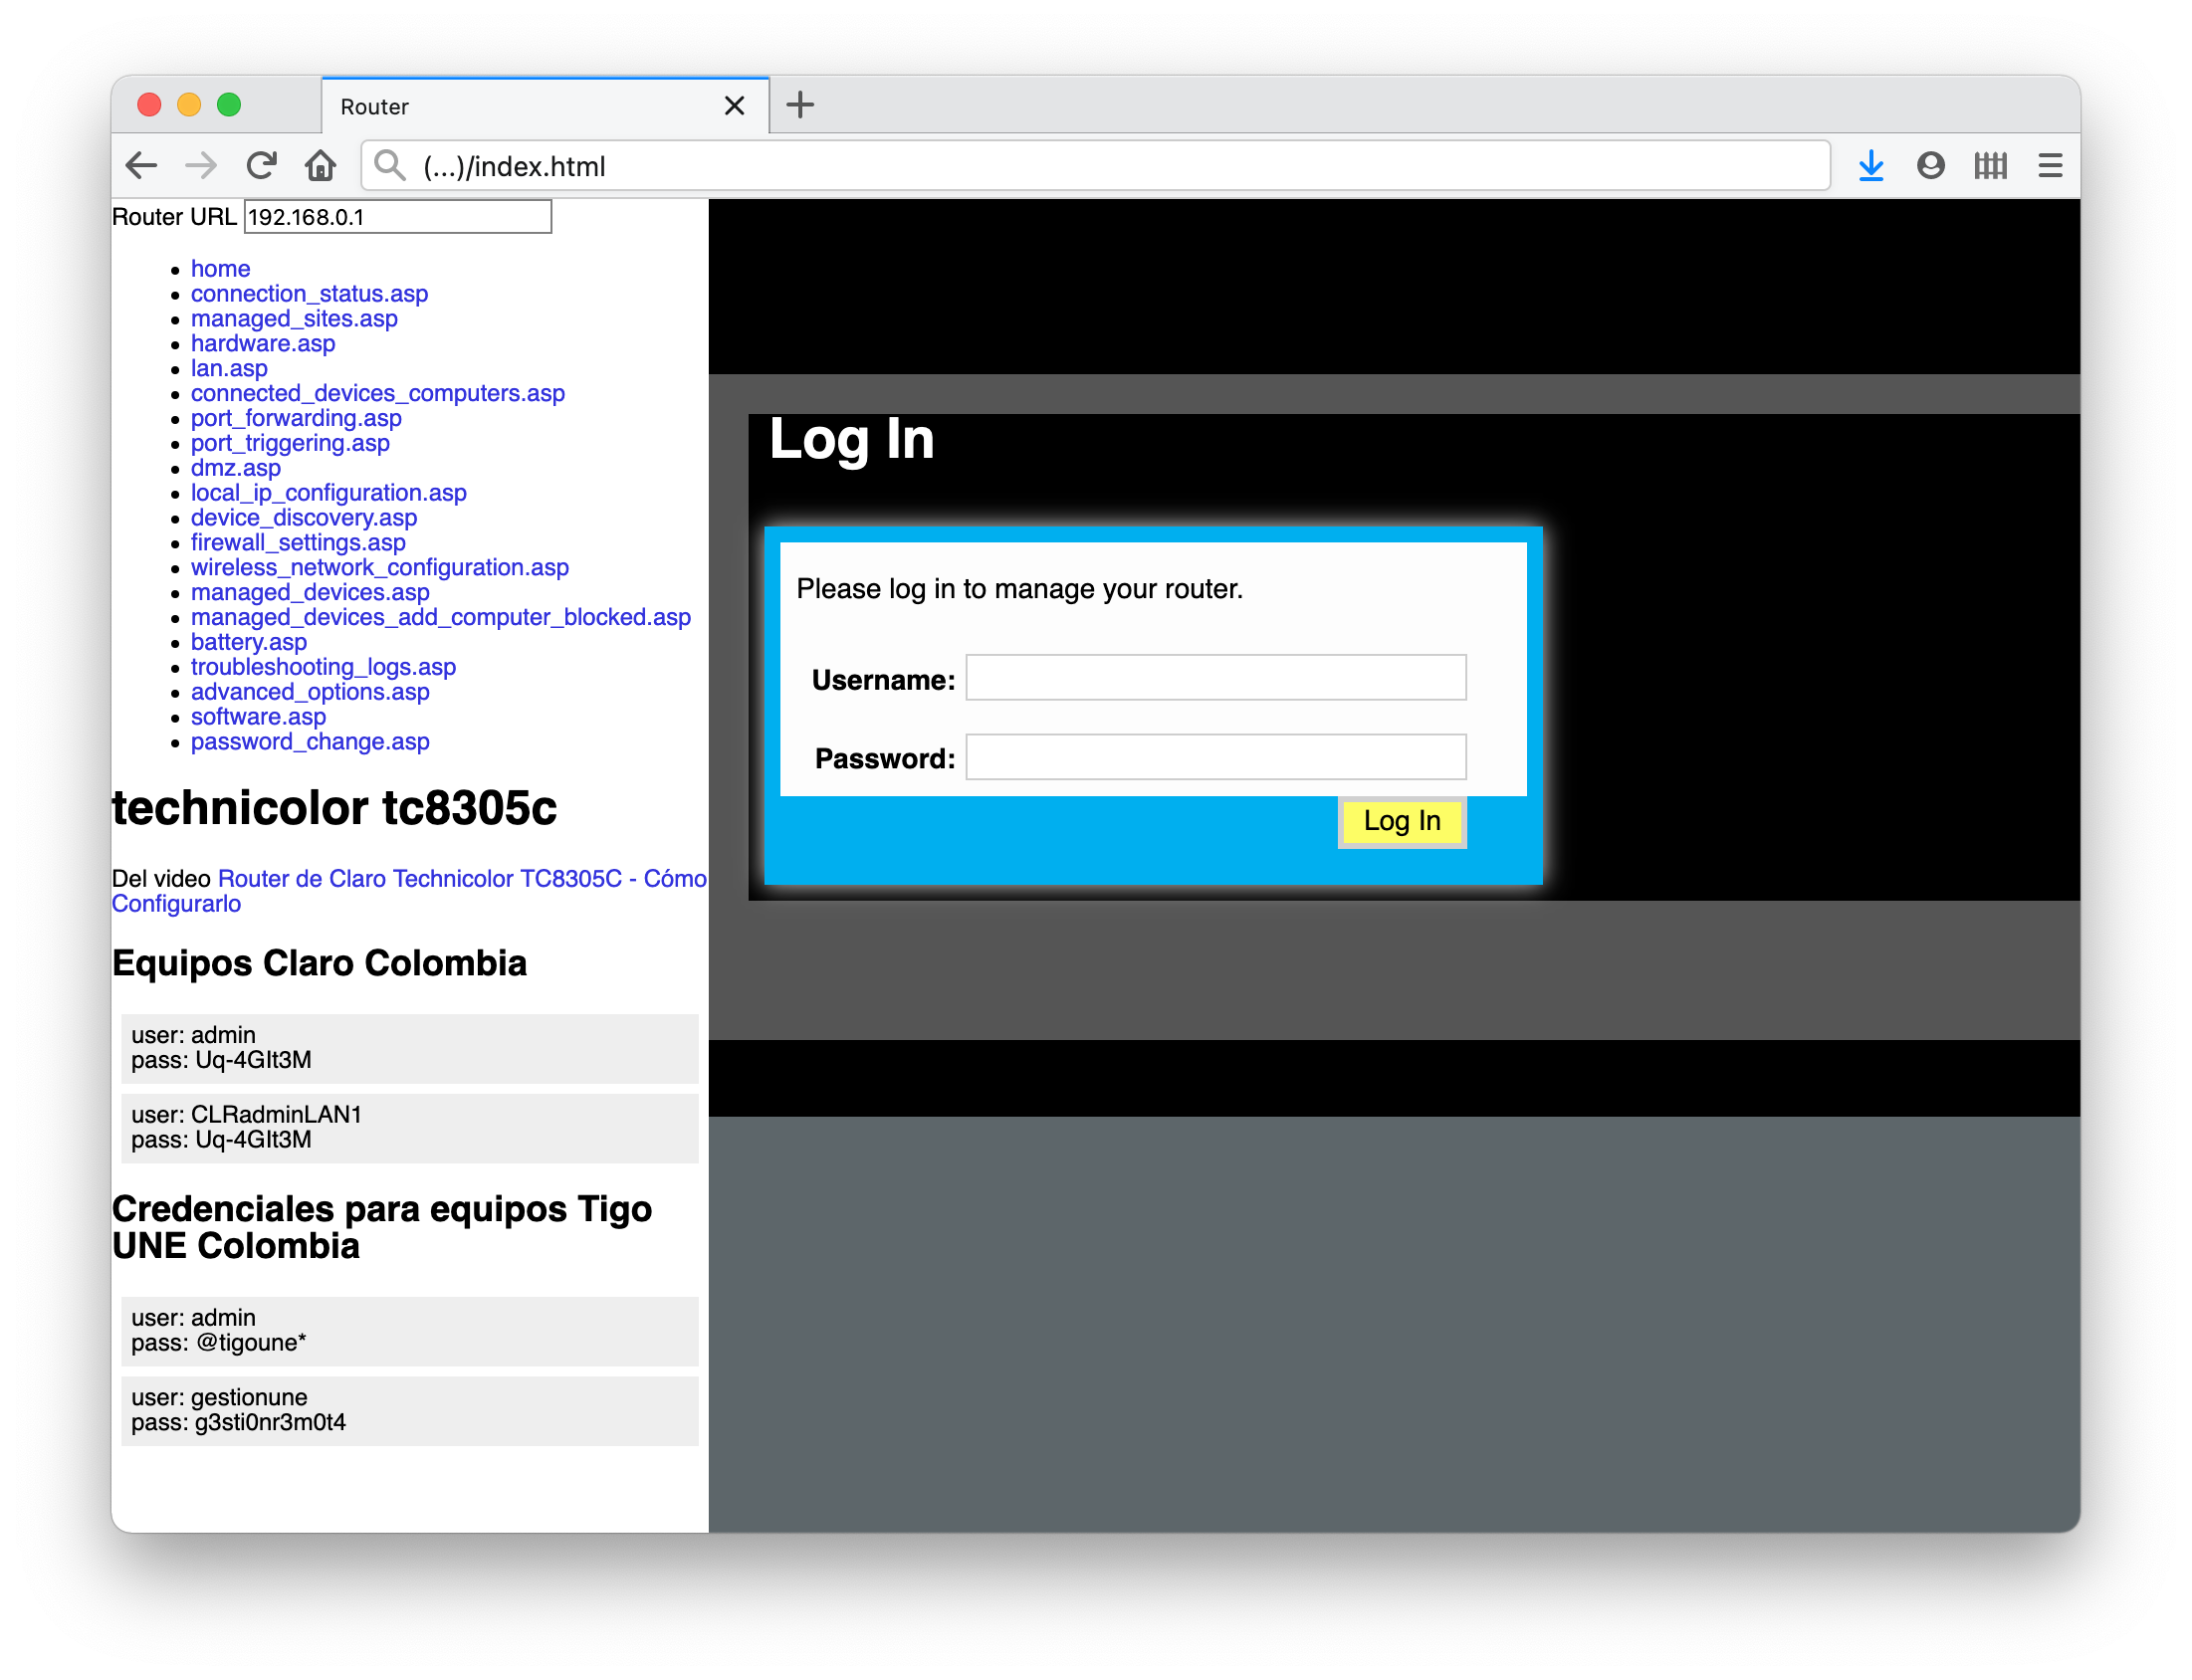 Router
(...)/index.html
Router URL 192.168.0.1
home
connection_status.asp
managed_sites.asp
hardware.asp
lan.asp
connected_devices_computers.asp
port_forwarding.asp
port_triggering.asp
dmz.asp
local_ip_configuration.asp
device_discovery.asp
firewall_settings.asp
wireless_network_configuration.asp
managed_devices.asp
managed_devices_add_computer_blocked.asp
battery.asp
troubleshooting_logs.asp
advanced_options.asp
software.asp
password_change.asp
technicolor tc8305c
Del video Router de Claro Technicolor TC8305C - Cómo
Configurarlo
Equipos Claro Colombia
user: admin
pass: Uq-4GIt3M
user: CLRadminLAN1
pass: Uq-4GIt3M
Credenciales para equipos Tigo
UNE Colombia
user: admin
pass: @tigoune*
user: gestionune
pass: g3sti0nr3m0t4
Log In
Please log in to manage your router.
Username:
Password:
Log In